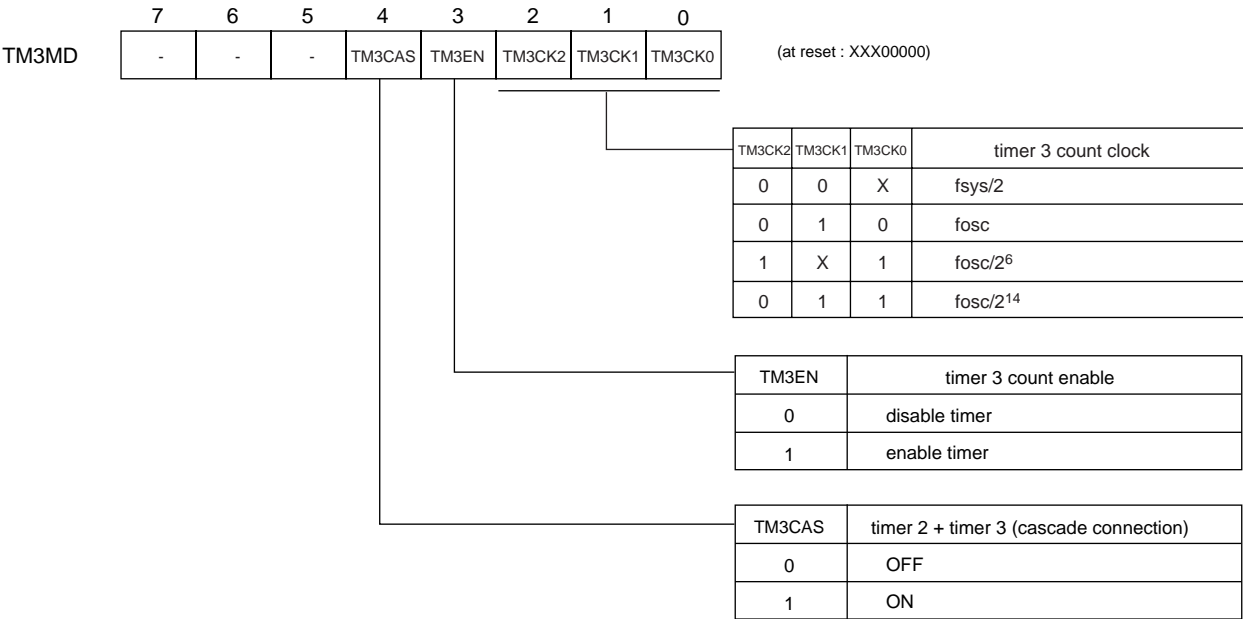 7 6 5 4 3 2 1 0
TM3MD - - - TM3CAS TM3EN TM3CK2 TM3CK1 TM3CK0 (at reset : XXX00000)
TM3CK2 TM3CK1 TM3CK0 timer 3 count clock
0 0 X fsys/2
0 1 0 fosc
1 X 1 fosc/2⁶
0 1 1 fosc/2¹⁴
TM3EN timer 3 count enable
0 disable timer
1 enable timer
TM3CAS timer 2 + timer 3 (cascade connection)
0 OFF
1 ON